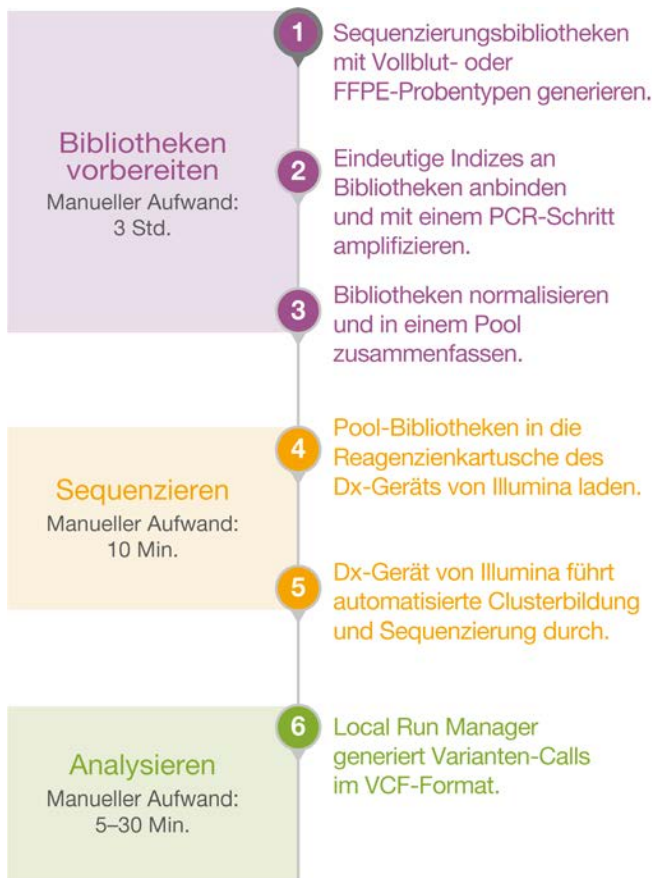 1
Sequenzierungsbibliotheken
mit Vollblut- oder
FFPE-Probentypen generieren.
Bibliotheken
vorbereiten
Manueller Aufwand:
3 Std.
2
Eindeutige Indizes an
Bibliotheken anbinden
und mit einem PCR-Schritt
amplifizieren.
3
Bibliotheken normalisieren
und in einem Pool
zusammenfassen.
4
Pool-Bibliotheken in die
Reagenzienkartusche des
Dx-Geräts von Illumina laden.
Sequenzieren
Manueller Aufwand:
10 Min.
5
Dx-Gerät von Illumina führt
automatisierte Clusterbildung
und Sequenzierung durch.
6
Local Run Manager
generiert Varianten-Calls
im VCF-Format.
Analysieren
Manueller Aufwand:
5–30 Min.